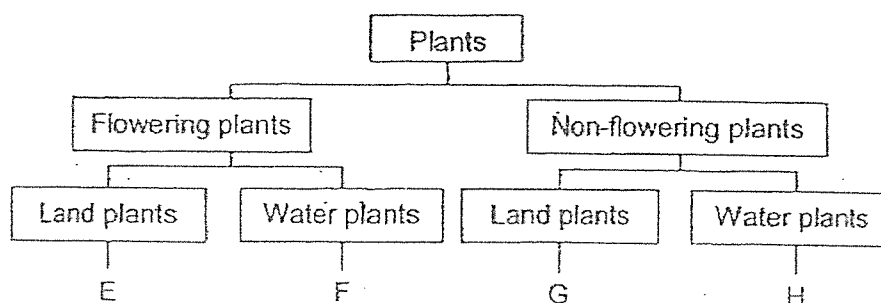 Plants
Flowering plants
Non-flowering plants
Land plants
Water plants
Land plants
Water plants
E
F
G
H